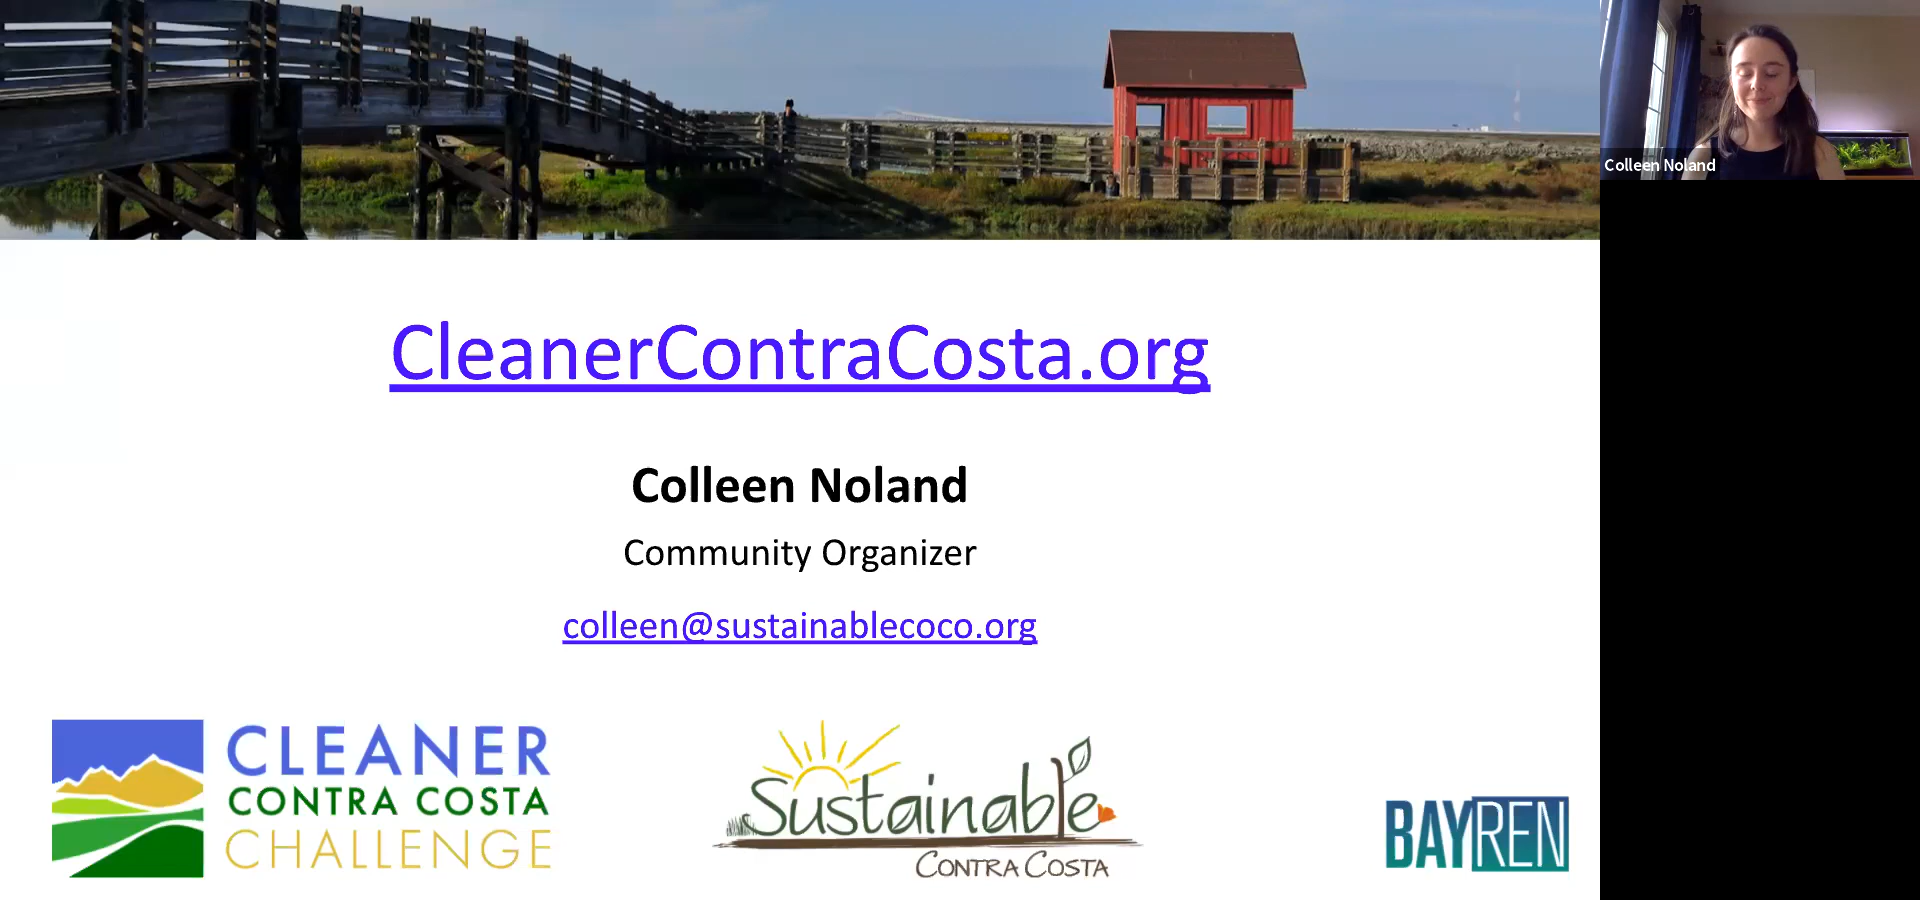 Colleen Noland
CleanerContraCosta.org
Colleen Noland
Community Organizer
colleen@sustainablecoco.org
CLEANER
CONTRA COSTA
CHALLENGE
Sustainable
CONTRA COSTA
BAYREN